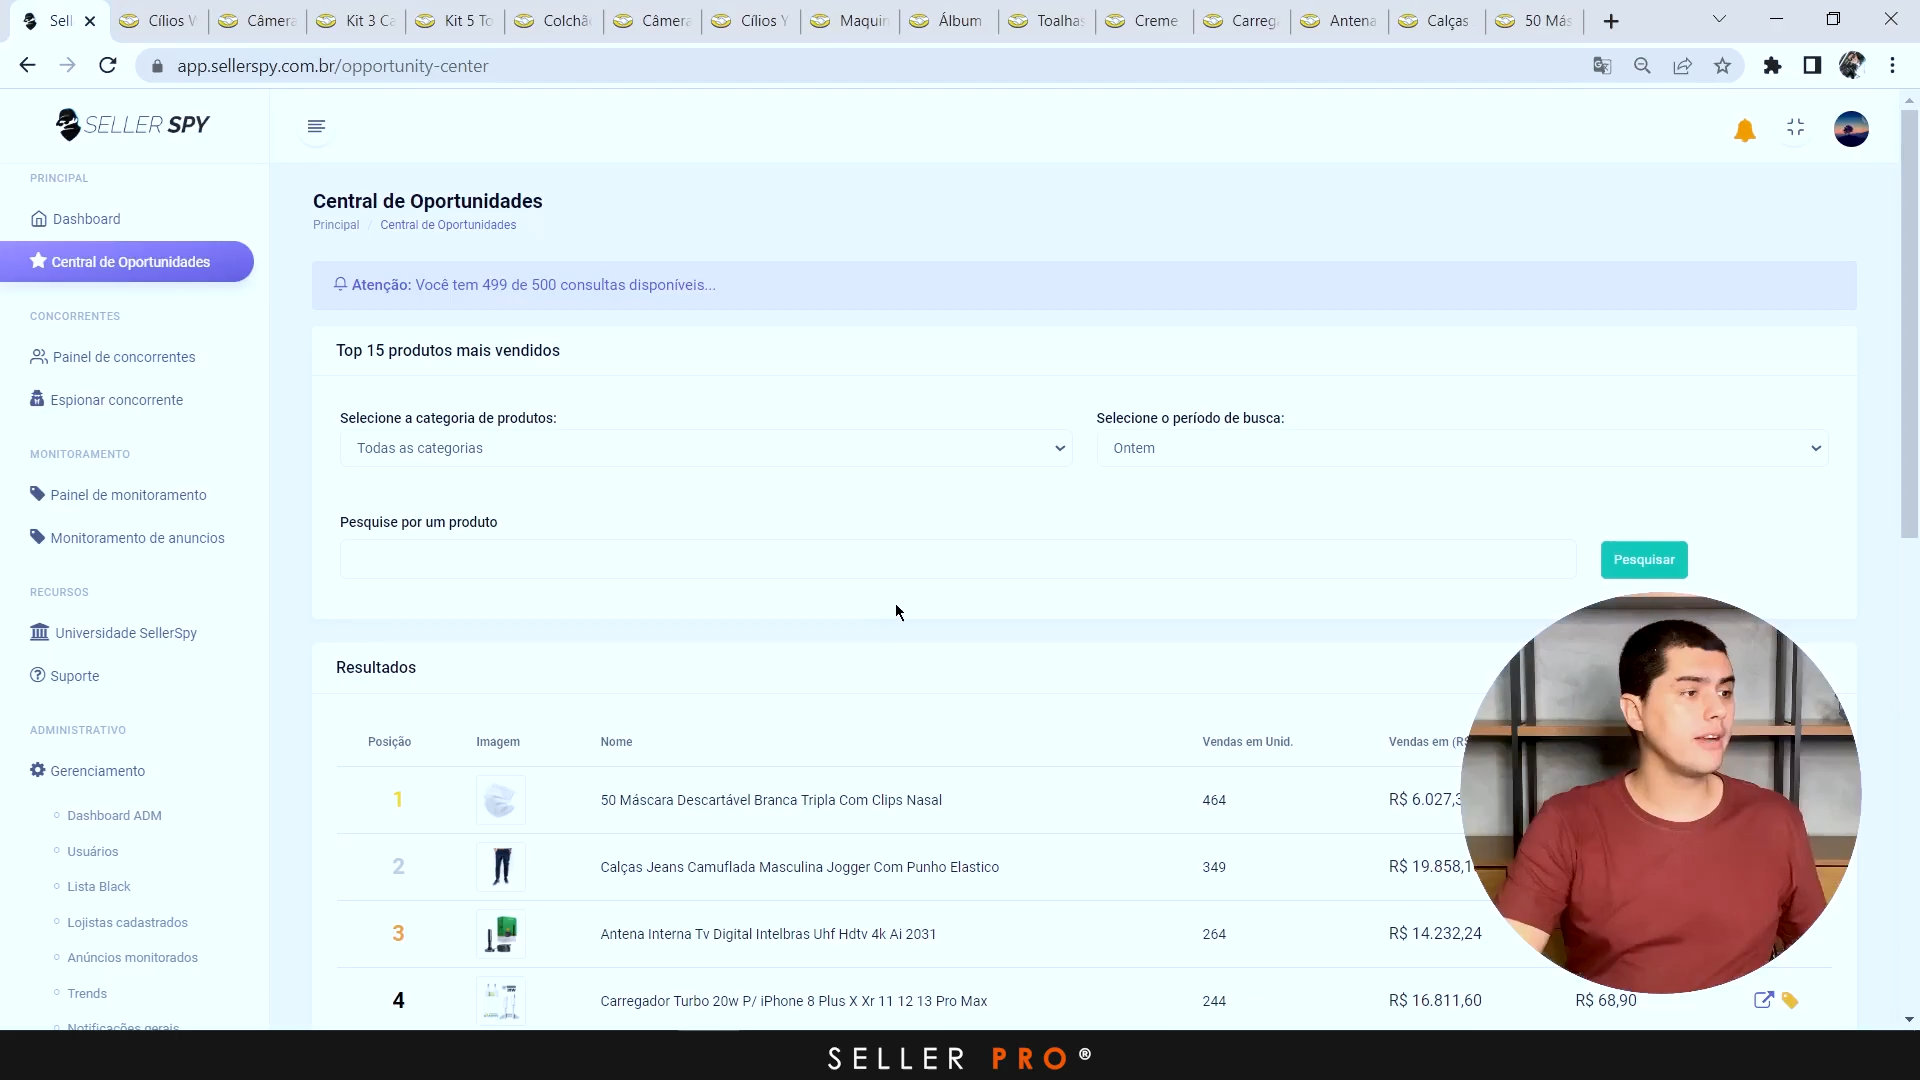 Sell
Cílios V
Câmera
Kit 3 Ca
Kit 5 To
Colchã
Câmera
Cílios Y
Maquin
Álbum
Toalhas
Creme
Carreg
Antena
Calças
50 Más
app.sellerspy.com.br/opportunity-center
SELLER SPY
PRINCIPAL
Dashboard
Central de Oportunidades
CONCORRENTES
Painel de concorrentes
Espionar concorrente
MONITORAMENTO
Painel de monitoramento
Monitoramento de anuncios
RECURSOS
Universidade SellerSpy
Suporte
ADMINISTRATIVO
Gerenciamento
Dashboard ADM
Usuários
Lista Black
Lojistas cadastrados
Anúncios monitorados
Trends
Notificações gerais
Central de Oportunidades
Principal / Central de Oportunidades
Atenção: Você tem 499 de 500 consultas disponíveis...
Top 15 produtos mais vendidos
Selecione a categoria de produtos:
Todas as categorias
Selecione o período de busca:
Ontem
Pesquise por um produto
Pesquisar
Resultados
Posição Imagem Nome Vendas em Unid. Vendas em (R$
1 50 Máscara Descartável Branca Tripla Com Clips Nasal 464 R$ 6.027,3
2 Calças Jeans Camuflada Masculina Jogger Com Punho Elastico 349 R$ 19.858,1
3 Antena Interna Tv Digital Intelbras Uhf Hdtv 4k Ai 2031 264 R$ 14.232,24
4 Carregador Turbo 20w P/ iPhone 8 Plus X Xr 11 12 13 Pro Max 244 R$ 16.811,60 R$ 68,90
SELLER PRO ®